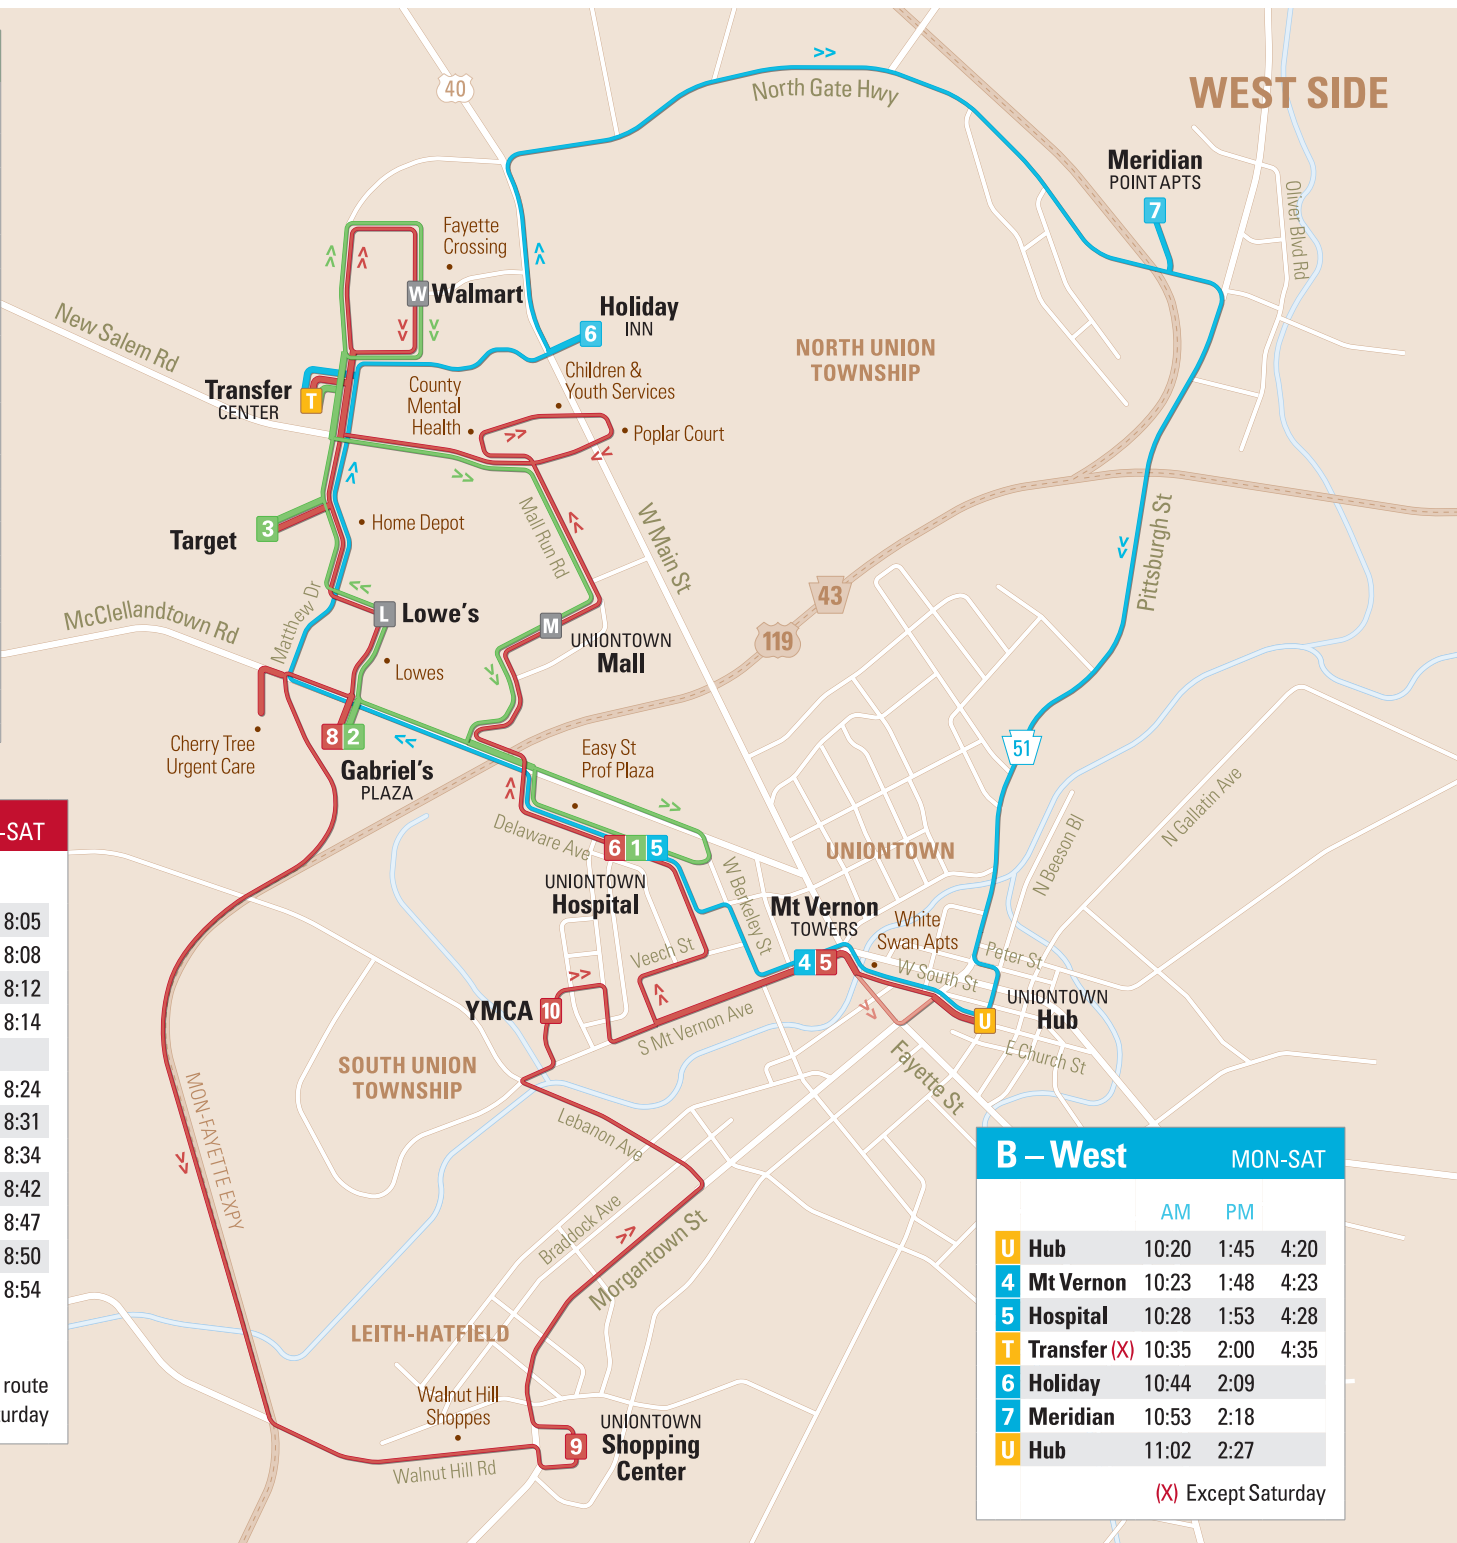 WEST SIDE
40
North Gate Hwy
Meridian
POINT APTS
7
Oliver Blvd Rd
Fayette
Crossing
W Walmart
Holiday
INN
6
New Salem Rd
NORTH UNION
TOWNSHIP
Transfer
CENTER
T
County
Mental
Health
Children &
Youth Services
Poplar Court
Home Depot
Target
3
Mall Run Rd
W Main St
Pittsburgh St
43
119
McClellandtown Rd
Matthew Dr
L Lowe's
Lowes
M
UNIONTOWN
Mall
Cherry Tree
Urgent Care
8 2
Gabriel's
PLAZA
Easy St
Prof Plaza
51
N Gallatin Ave
N Beeson Bl
Delaware Ave
6 1 5
UNIONTOWN
Hospital
UNIONTOWN
W Berkeley St
Mt Vernon
TOWERS
4 5
White
Swan Apts
Peter St
W South St
Veech St
YMCA 10
S Mt Vernon Ave
UNIONTOWN
Hub
U
E Church St
Fayette St
SOUTH UNION
TOWNSHIP
MON-FAYETTE EXPY
Lebanon Ave
Braddock Ave
Morgantown St
LEITH-HATFIELD
Walnut Hill
Shoppes
Walnut Hill Rd
9
UNIONTOWN
Shopping
Center
-SAT
8:05
8:08
8:12
8:14
8:24
8:31
8:34
8:42
8:47
8:50
8:54
route
urday
B – West MON-SAT
AM PM
U Hub 10:20 1:45 4:20
4 Mt Vernon 10:23 1:48 4:23
5 Hospital 10:28 1:53 4:28
T Transfer (X) 10:35 2:00 4:35
6 Holiday 10:44 2:09
7 Meridian 10:53 2:18
U Hub 11:02 2:27
(X) Except Saturday